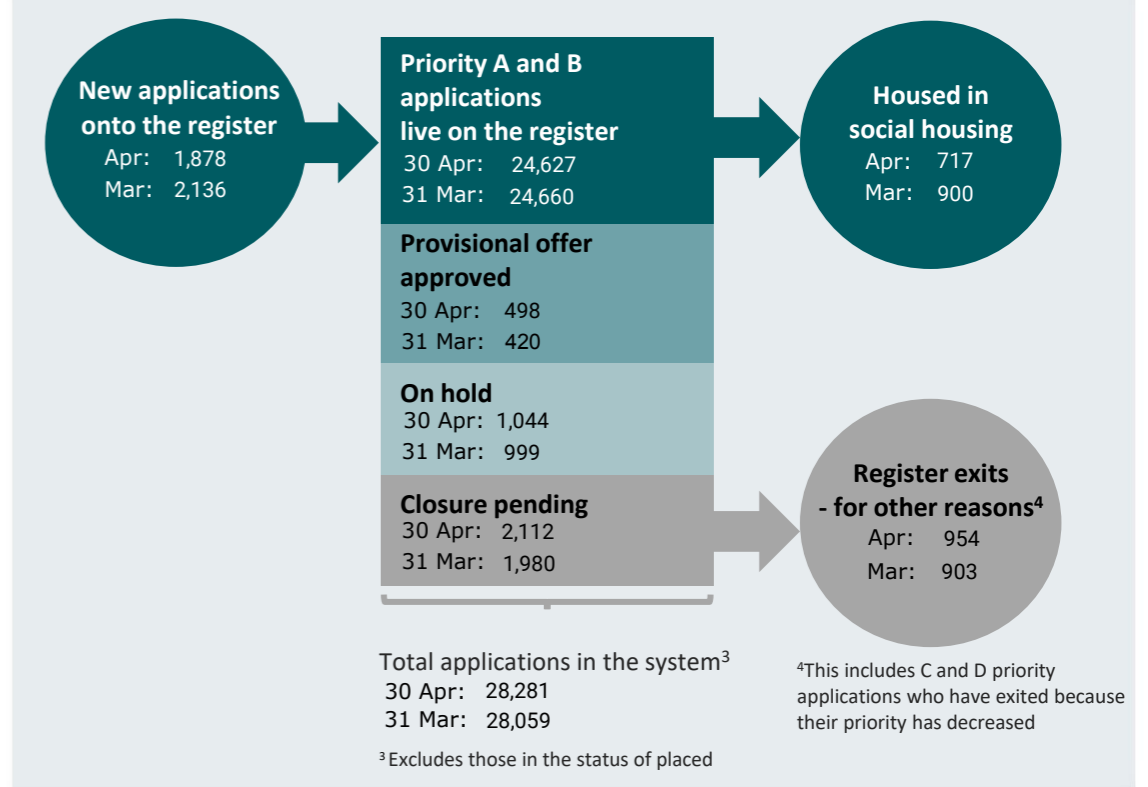 New applications
onto the register
Apr: 1,878
Mar: 2,136
Priority A and B
applications
live on the register
30 Apr: 24,627
31 Mar: 24,660
Housed in
social housing
Apr: 717
Mar: 900
Provisional offer
approved
30 Apr: 498
31 Mar: 420
On hold
30 Apr: 1,044
31 Mar: 999
Closure pending
30 Apr: 2,112
31 Mar: 1,980
Register exits
- for other reasons⁴
Apr: 954
Mar: 903
Total applications in the system³
30 Apr: 28,281
31 Mar: 28,059
³ Excludes those in the status of placed
⁴This includes C and D priority
applications who have exited because
their priority has decreased